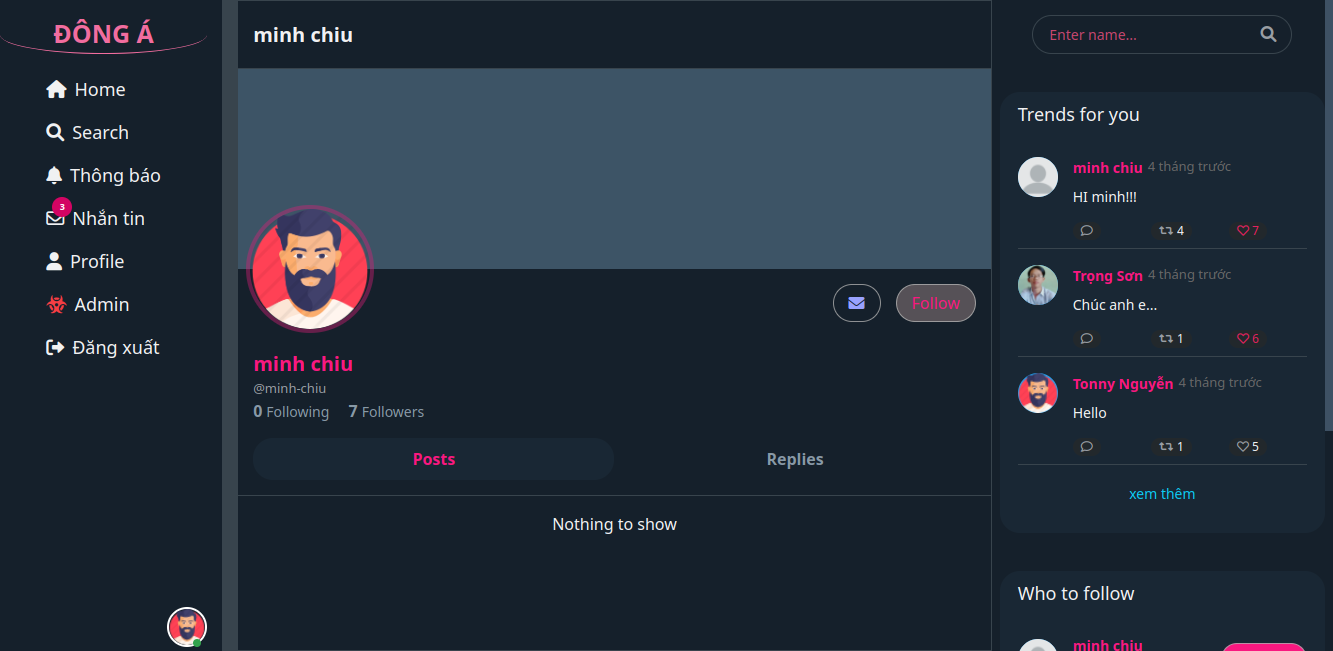 ĐÔNG Á
Home
Search
Thông báo
3
Nhắn tin
Profile
Admin
Đăng xuất
minh chiu
Follow
minh chiu
@minh-chiu
0 Following 7 Followers
Posts Replies
Nothing to show
Enter name...
Trends for you
minh chiu 4 tháng trước
HI minh!!!
4 7
Trọng Sơn 4 tháng trước
Chúc anh e...
1 6
Tonny Nguyễn 4 tháng trước
Hello
1 5
xem thêm
Who to follow
minh chiu